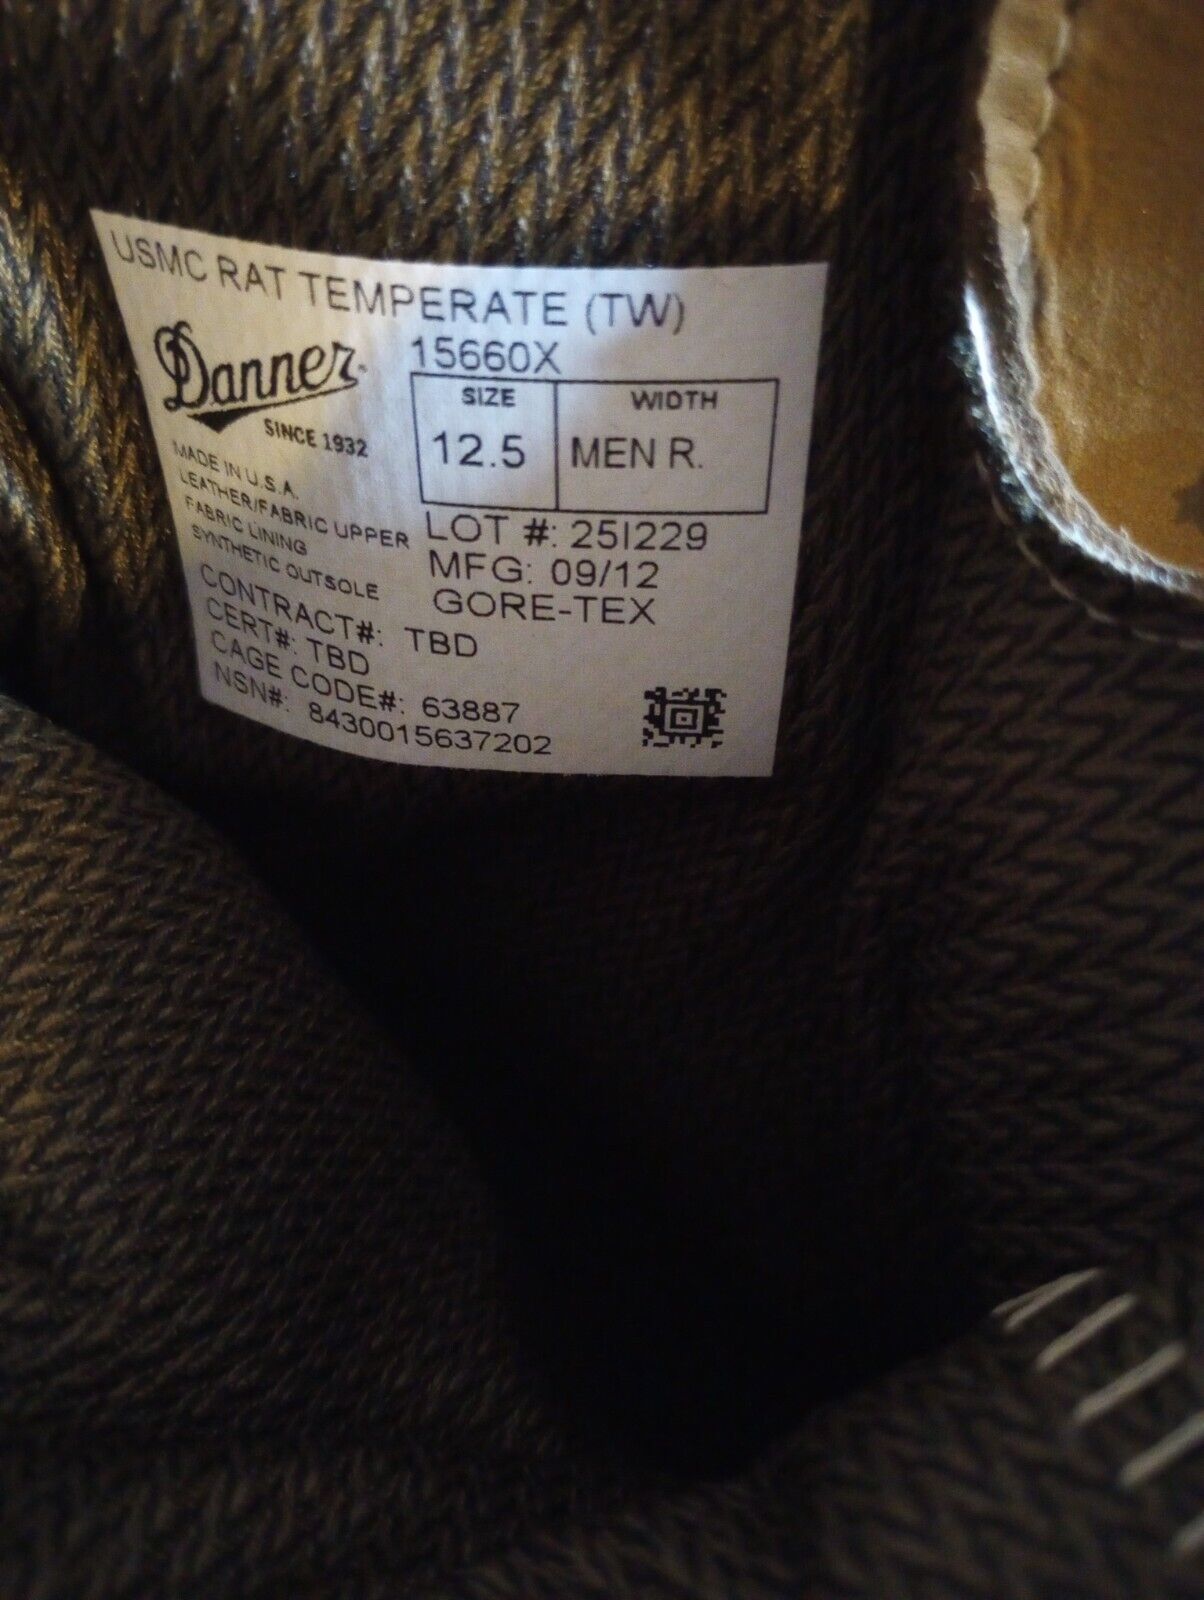 USMC RAT TEMPERATE (TW)
15660X
Danner
SINCE 1932
SIZE WIDTH
12.5 MEN R.
MADE IN U.S.A.
LEATHER/FABRIC UPPER
FABRIC LINING
SYNTHETIC OUTSOLE
LOT #: 25I229
MFG: 09/12
GORE-TEX
CONTRACT#: TBD
CERT#: TBD
CAGE CODE#: 63887
NSN#: 8430015637202